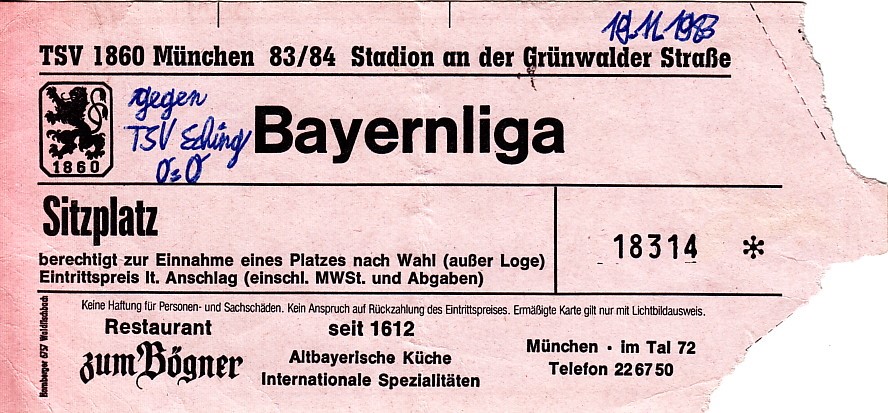 19.11.1983
TSV 1860 München 83/84 Stadion an der Grünwalder Straße
1860
gegen
TSV Eching
0:0
Bayernliga
Sitzplatz
berechtigt zur Einnahme eines Platzes nach Wahl (außer Loge)
Eintrittspreis lt. Anschlag (einschl. MWSt. und Abgaben)
18314 *
Keine Haftung für Personen- und Sachschäden. Kein Anspruch auf Rückzahlung des Eintrittspreises. Ermäßigte Karte gilt nur mit Lichtbildausweis.
Restaurant seit 1612
zum Bögner
Altbayerische Küche
Internationale Spezialitäten
München · im Tal 72
Telefon 226750
Hornberger 6757 Waldfischbach